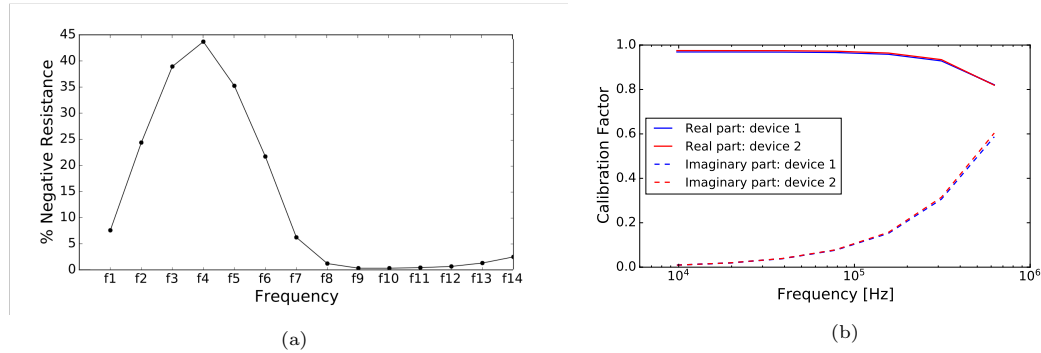 45
40
35
30
25
20
15
10
5
0
% Negative Resistance
f1 f2 f3 f4 f5 f6 f7 f8 f9 f10 f11 f12 f13 f14
Frequency
(a)
1.0
0.8
0.6
0.4
0.2
0.0
Calibration Factor
Real part: device 1
Real part: device 2
Imaginary part: device 1
Imaginary part: device 2
10⁴ 10⁵ 10⁶
Frequency [Hz]
(b)